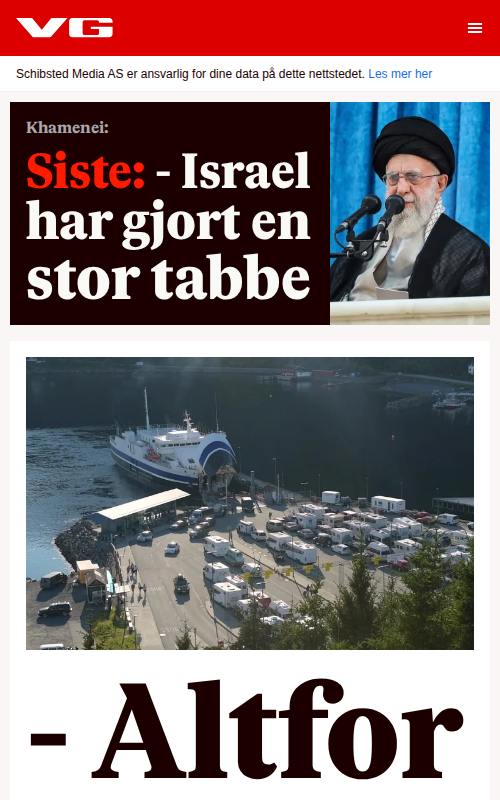 VG
Schibsted Media AS er ansvarlig for dine data på dette nettstedet. Les mer her
Khamenei:
Siste: - Israel
har gjort en
stor tabbe
- Altfor